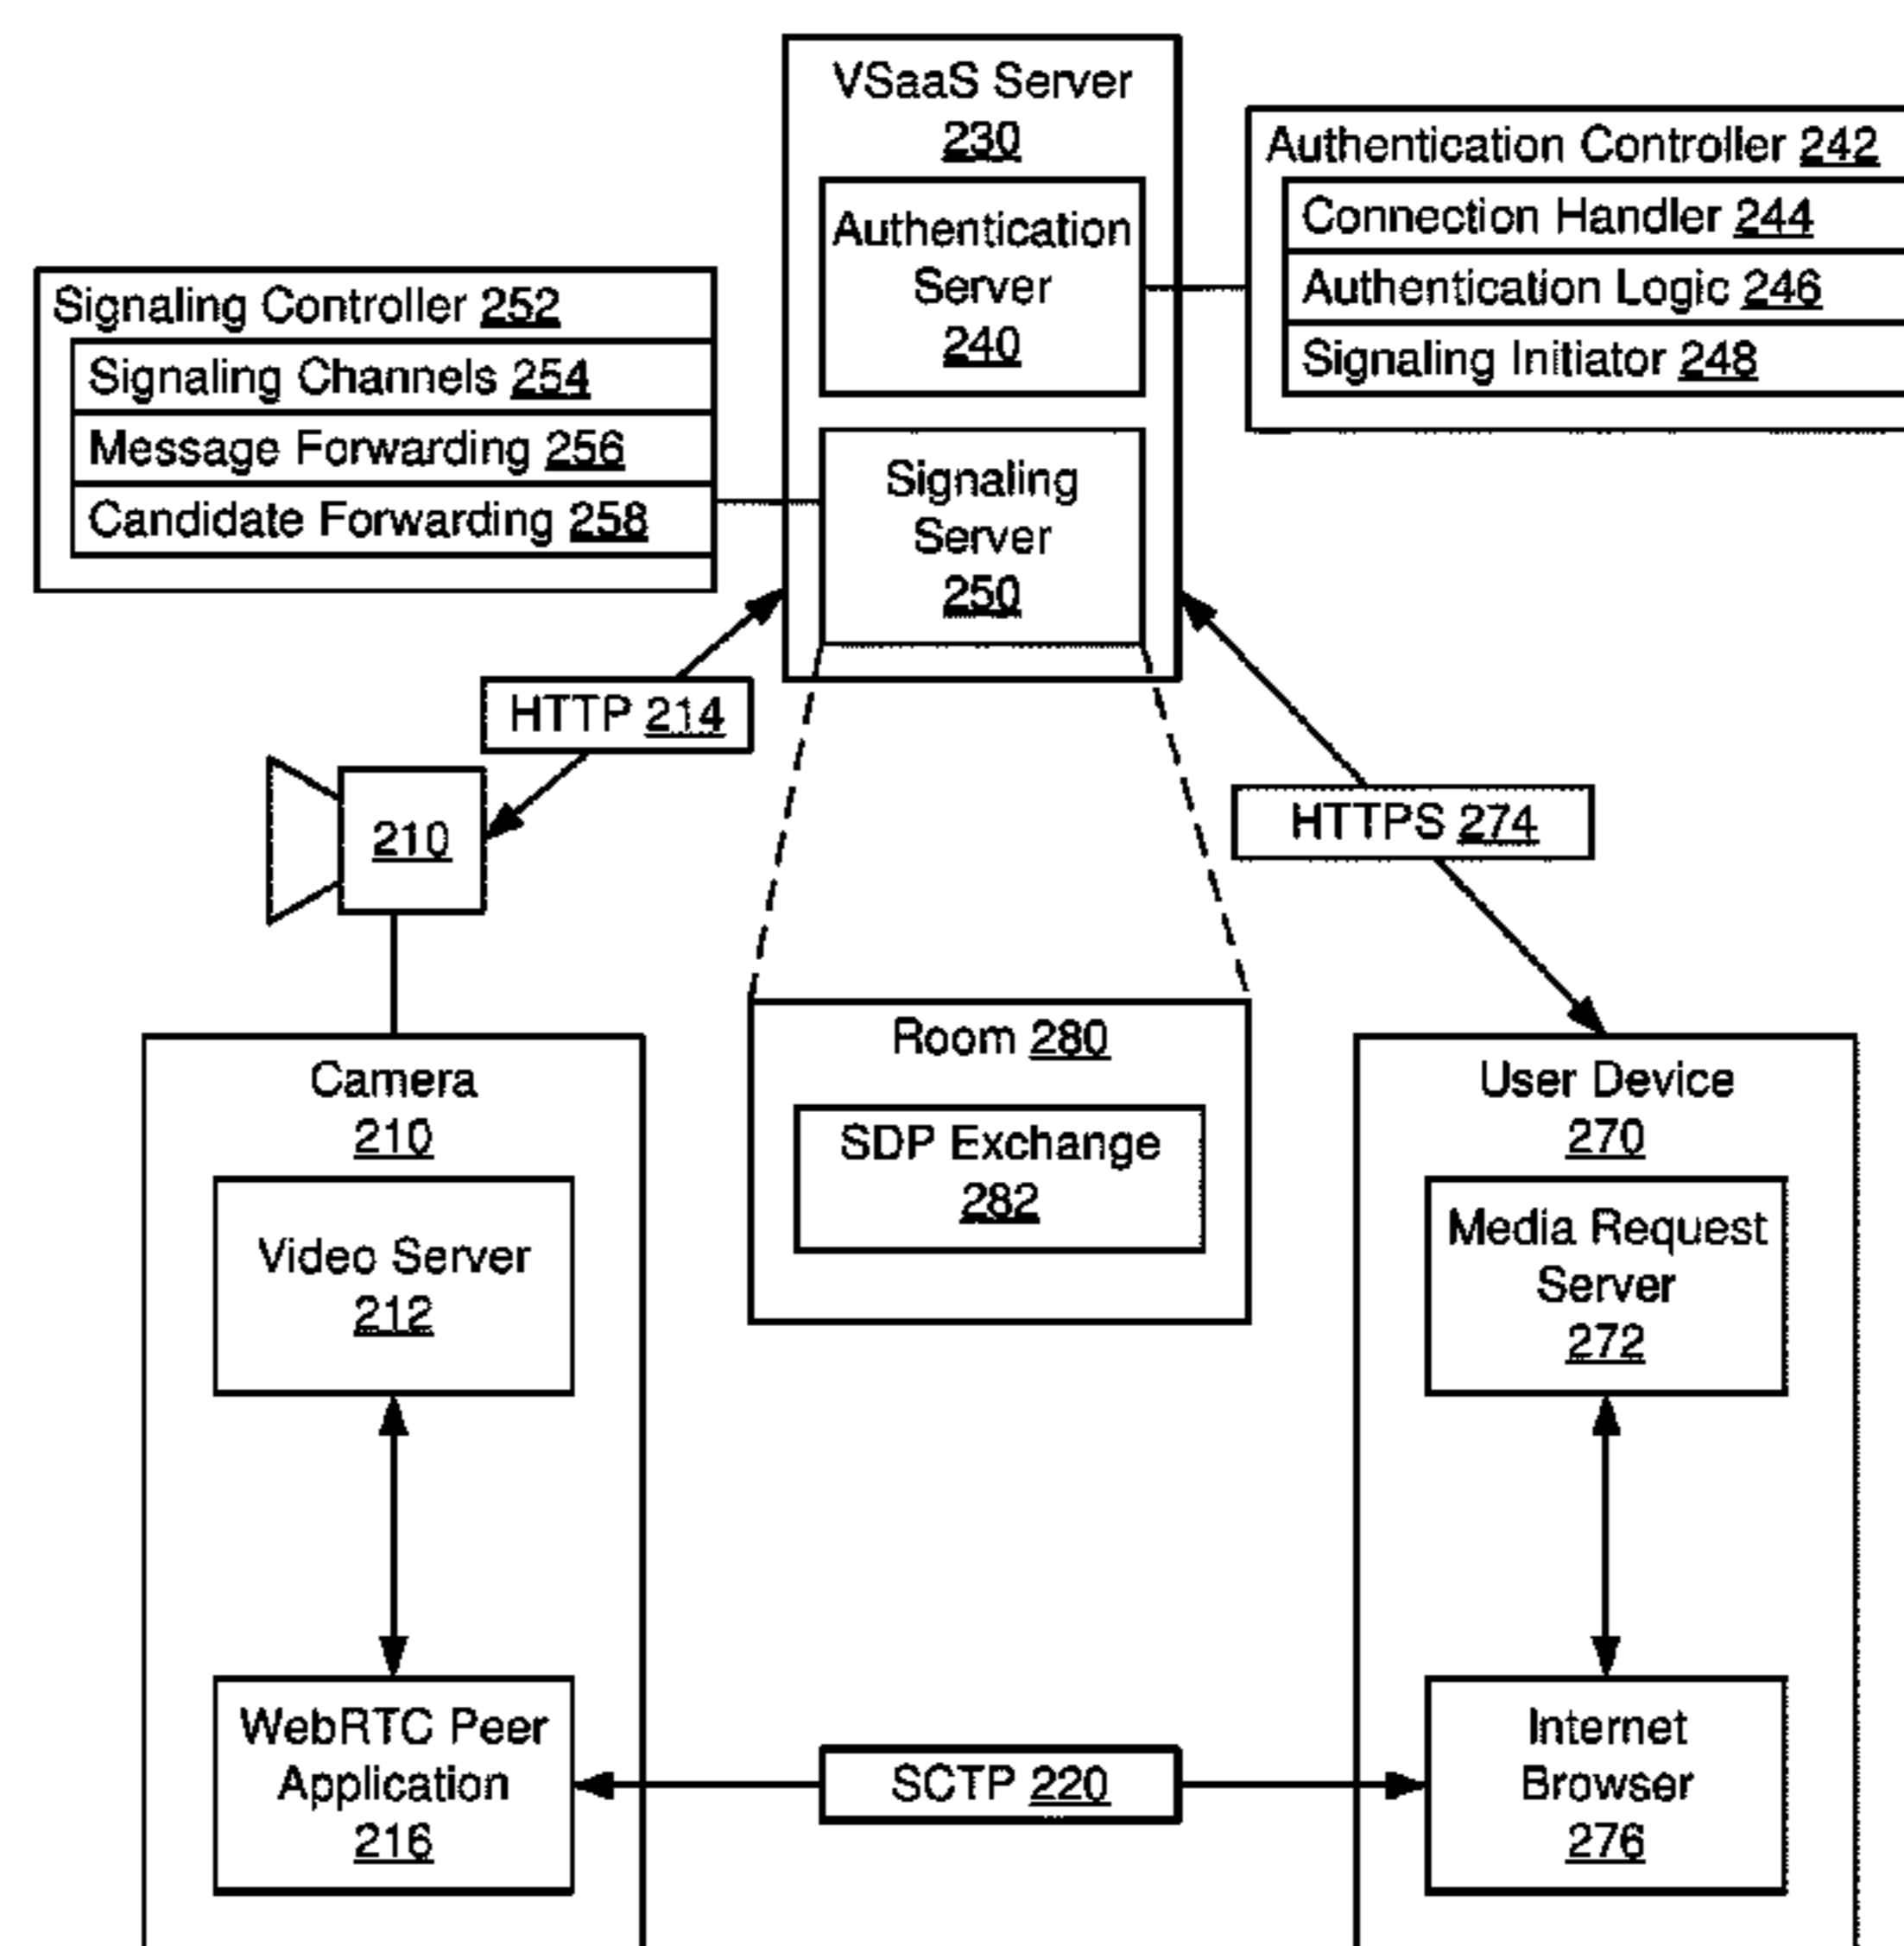 VSaaS Server
230
Authentication Controller 242
Connection Handler 244
Authentication Logic 246
Signaling Initiator 248
Authentication
Server
240
Signaling Controller 252
Signaling Channels 254
Message Forwarding 256
Candidate Forwarding 258
Signaling
Server
250
HTTP 214
210
HTTPS 274
Room 280
SDP Exchange
282
Camera
210
Video Server
212
WebRTC Peer
Application
216
SCTP 220
User Device
270
Media Request
Server
272
Internet
Browser
276